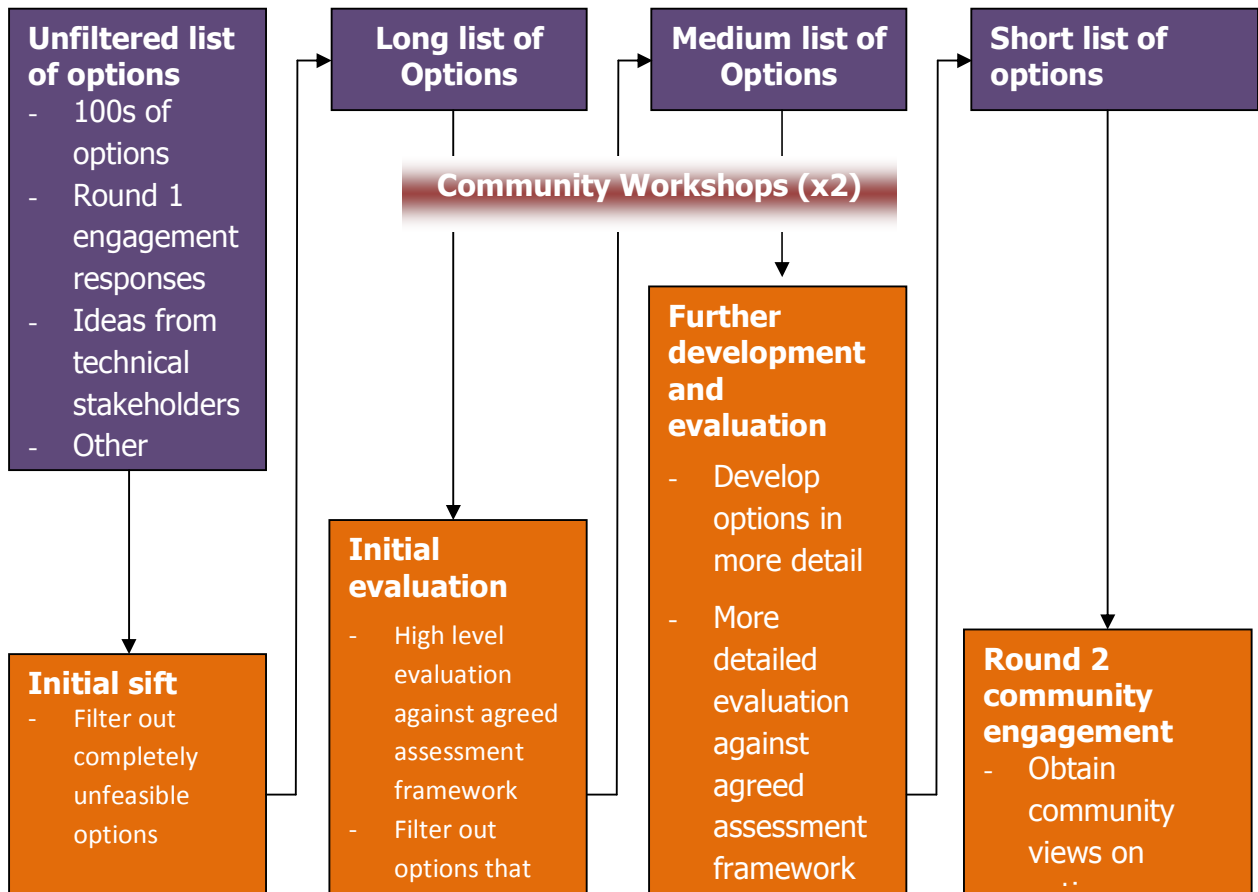 Unfiltered list
of options
- 100s of
options
- Round 1
engagement
responses
- Ideas from
technical
stakeholders
- Other
Initial sift
- Filter out
completely
unfeasible
options
Long list of
Options
Community Workshops (x2)
Initial
evaluation
- High level
evaluation
against agreed
assessment
framework
- Filter out
options that
Medium list of
Options
Further
development
and
evaluation
- Develop
options in
more detail
- More
detailed
evaluation
against
agreed
assessment
framework
Short list of
options
Round 2
community
engagement
- Obtain
community
views on